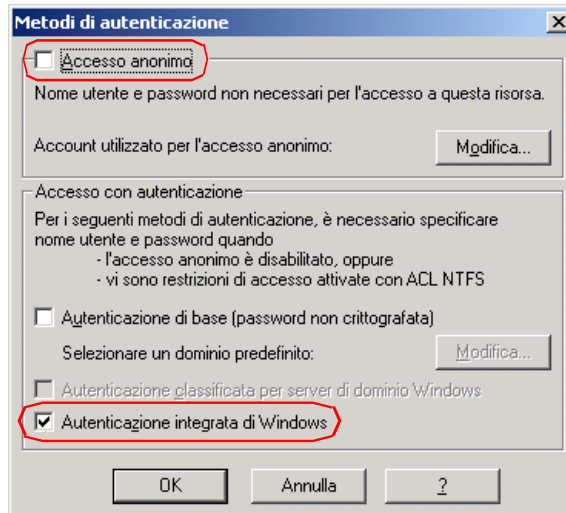 Metodi di autenticazione
Accesso anonimo
Nome utente e password non necessari per l'accesso a questa risorsa.
Account utilizzato per l'accesso anonimo:
Modifica...
Accesso con autenticazione
Per i seguenti metodi di autenticazione, è necessario specificare
nome utente e password quando
- l'accesso anonimo è disabilitato, oppure
- vi sono restrizioni di accesso attivate con ACL NTFS
Autenticazione di base (password non crittografata)
Selezionare un dominio predefinito:
Modifica...
Autenticazione classificata per server di dominio Windows
Autenticazione integrata di Windows
OK
Annulla
?